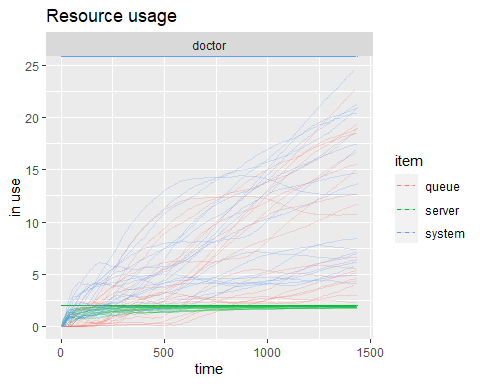 Resource usage
doctor
in use
25
20
15
10
5
0
0
500
1000
1500
time
item
queue
server
system